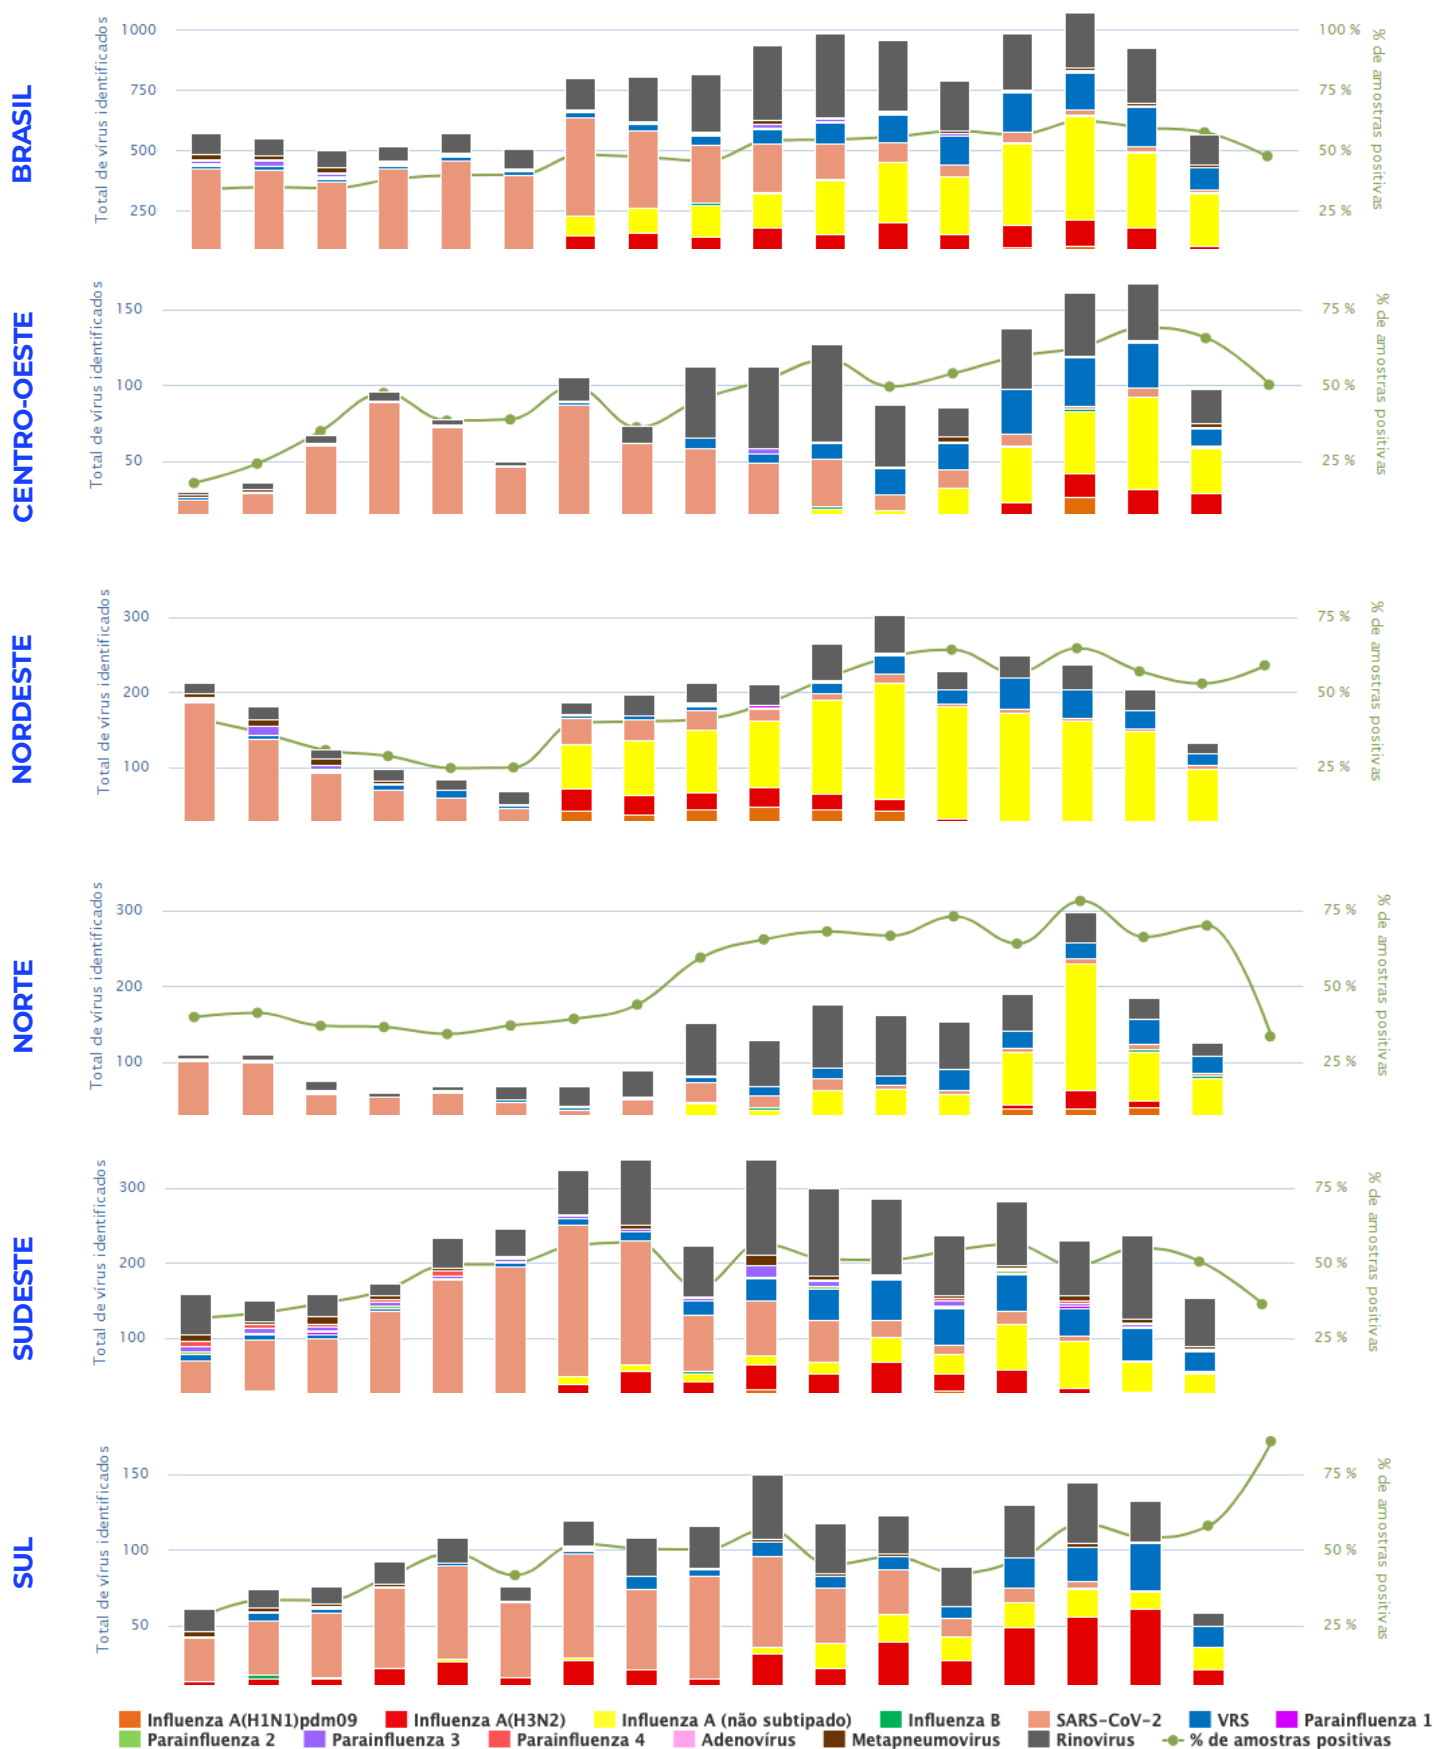 BRASIL
Total de vírus identificados
1000
750
500
250
100 %
75 %
50 %
25 %
% de amostras positivas
CENTRO-OESTE
Total de vírus identificados
150
100
50
75 %
50 %
25 %
% de amostras positivas
NORDESTE
Total de vírus identificados
300
200
100
75 %
50 %
25 %
% de amostras positivas
NORTE
Total de vírus identificados
300
200
100
75 %
50 %
25 %
% de amostras positivas
SUDESTE
Total de vírus identificados
300
200
100
75 %
50 %
25 %
% de amostras positivas
SUL
Total de vírus identificados
150
100
50
75 %
50 %
25 %
% de amostras positivas
Influenza A(H1N1)pdm09 Influenza A(H3N2) Influenza A (não subtipado) Influenza B SARS-CoV-2 VRS Parainfluenza 1
Parainfluenza 2 Parainfluenza 3 Parainfluenza 4 Adenovírus Metapneumovirus Rinovirus % de amostras positivas